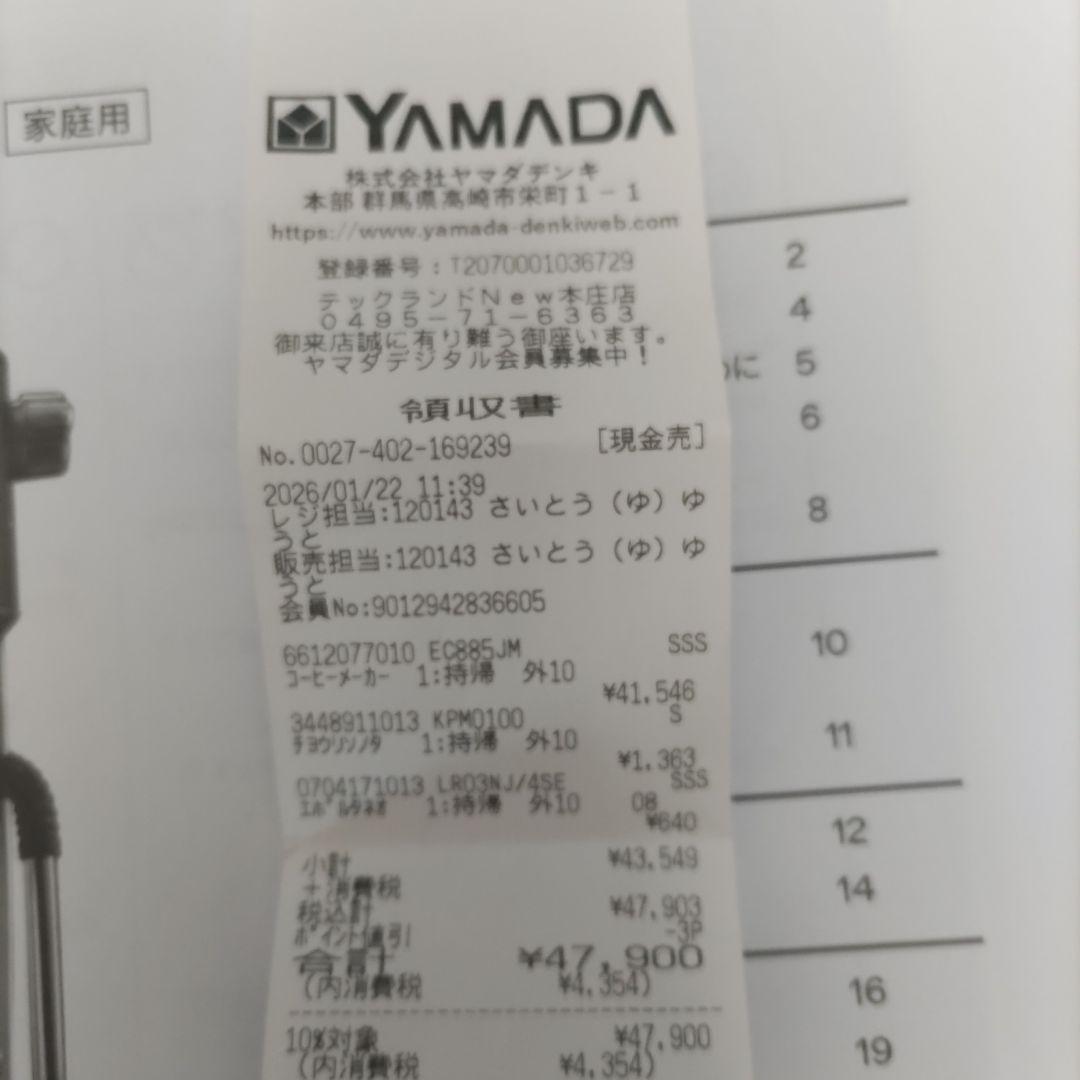 家庭用
YAMADA
株式会社ヤマダデンキ
本部 群馬県高崎市栄町1-1
https://www.yamada-denkiweb.com
登録番号:T2070001036729
テックランドNew本庄店
0495-71-6363
御来店誠に有り難う御座います。
ヤマダデジタル会員募集中!
領収書
No.0027-402-169239 [現金売]
2026/01/22 11:39
レジ担当:120143 さいとう(ゆ)ゆ
うと
販売担当:120143 さいとう(ゆ)ゆ
うと
会員No:9012942836605
6612077010 EC885JM SSS
コーヒーメーカー 1:持帰 外10
¥41,546
3448911013 KPM0100 S
チョウリソノタ 1:持帰 外10
¥1,363
0704171013 LR03NJ/4SE SSS
エボルタネオ 1:持帰 外10 08
¥640
小計 ¥43,549
+消費税
税込計 ¥47,903
ポイント値引 -3P
合計 ¥47,900
(内消費税 ¥4,354)
10%対象 ¥47,900
(内消費税 ¥4,354)
2
4
に 5
6
8
10
11
12
14
16
19